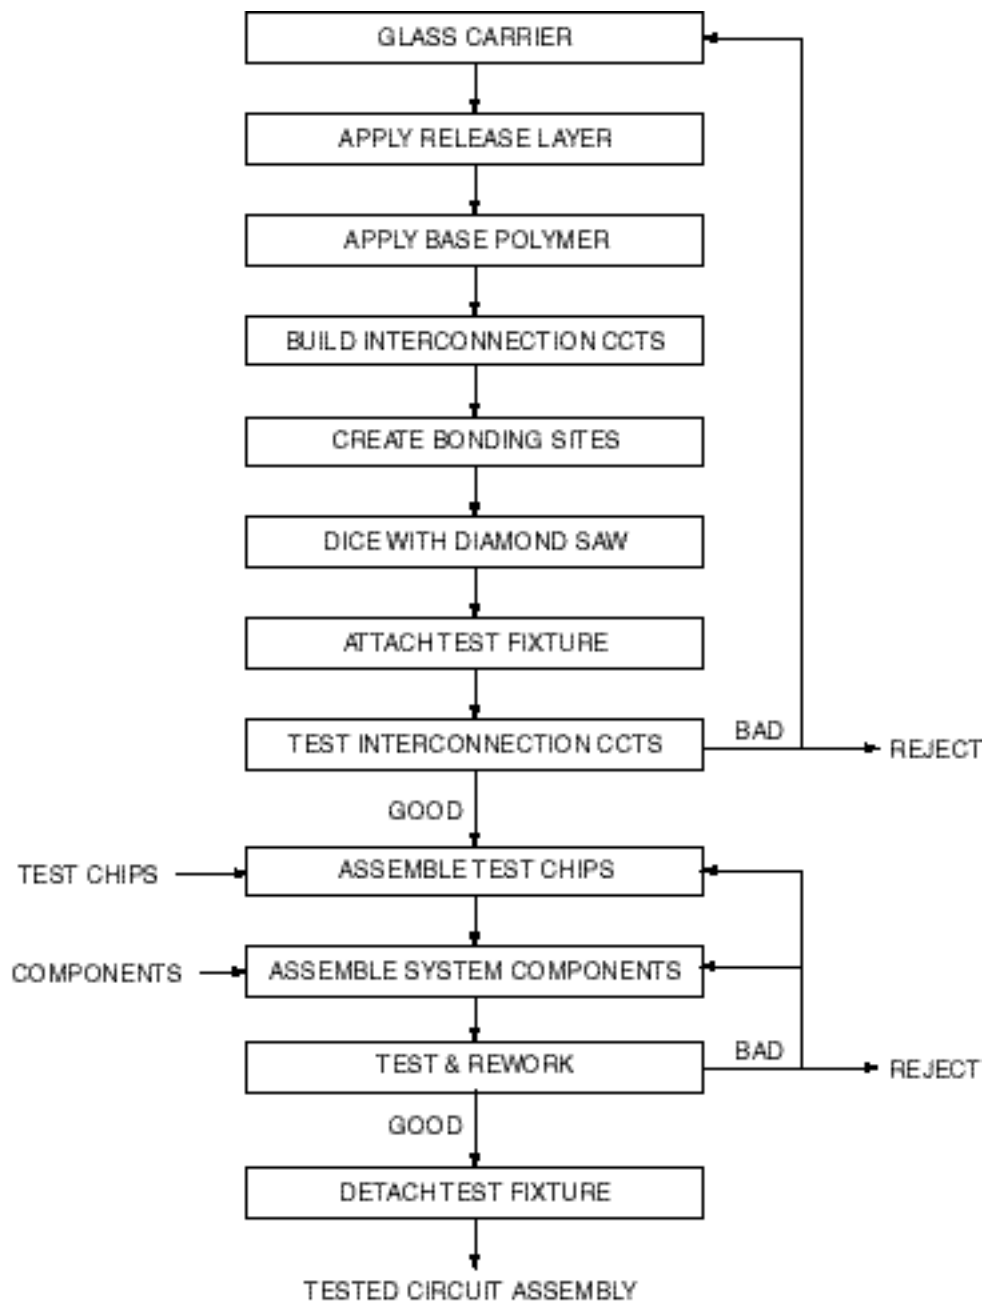 GLASS CARRIER
APPLY RELEASE LAYER
APPLY BASE POLYMER
BUILD INTERCONNECTION CCTS
CREATE BONDING SITES
DICE WITH DIAMOND SAW
ATTACH TEST FIXTURE
TEST INTERCONNECTION CCTS
BAD
REJECT
GOOD
TEST CHIPS
ASSEMBLE TEST CHIPS
COMPONENTS
ASSEMBLE SYSTEM COMPONENTS
TEST & REWORK
BAD
REJECT
GOOD
DETACH TEST FIXTURE
TESTED CIRCUIT ASSEMBLY